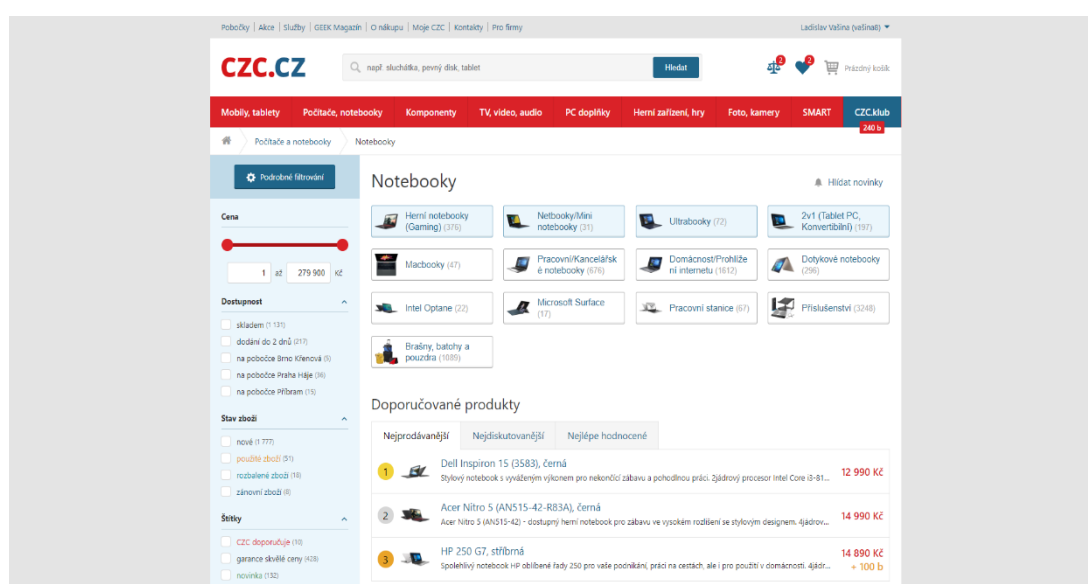 Pobočky | Akce | Služby | GEEK Magazín | O nákupu | Moje CZC | Kontakty | Pro firmy
Ladislav Vašina (vešina8)
CZC.CZ
např. sluchátka, pevný disk, tablet
Hledat
2
2
Prázdný košík
Mobily, tablety
Počítače, notebooky
Komponenty
TV, video, audio
PC doplňky
Herní zařízení, hry
Foto, kamery
SMART
CZC.klub
240 b
Počítače a notebooky
Notebooky
Podrobné filtrování
Cena
1 až 279 900 Kč
Dostupnost
skladem (1 131)
dodání do 2 dnů (217)
na pobočce Brno Křenová (5)
na pobočce Praha Háje (36)
na pobočce Příbram (15)
Stav zboží
nové (1 777)
použité zboží (51)
rozbalené zboží (18)
zánovní zboží (0)
Štítky
CZC doporučuje (10)
garance skvělé ceny (428)
novinka (132)
Notebooky
Hlídat novinky
Herní notebooky
(Gaming) (376)
Netbooky/Mini
notebooky (31)
Ultrabooky (72)
2v1 (Tablet
PC,
Konvertibilní) (197)
Macbooky (47)
Pracovní/Kancelářsk
é notebooky (676)
Domácnost/Prohlíže
ní internetu (1612)
Dotykové notebooky
(296)
Intel Optane (22)
Microsoft Surface
(17)
Pracovní stanice (67)
Příslušenství (3248)
Brašny, batohy a
pouzdra (1089)
Doporučované produkty
Nejprodávanější
Nejdiskutovanější
Nejlépe hodnocené
1
Dell Inspiron 15 (3583), černá
Stylový notebook s vyváženým výkonem pro nekončící zábavu a pohodlnou práci. 2jádrový procesor Intel Core i3-81...
12 990 Kč
2
Acer Nitro 5 (AN515-42-R83A), černá
Acer Nitro 5 (AN515-42) - dostupný herní notebook pro zábavu ve vysokém rozlišení se stylovým designem. 4jádrov...
14 990 Kč
3
HP 250 G7, stříbrná
Spolehlivý notebook HP oblíbené řady 250 pro vaše podnikání, práci na cestách, ale i pro použití v domácnosti. 4jádr...
14 890 Kč
+ 100 b